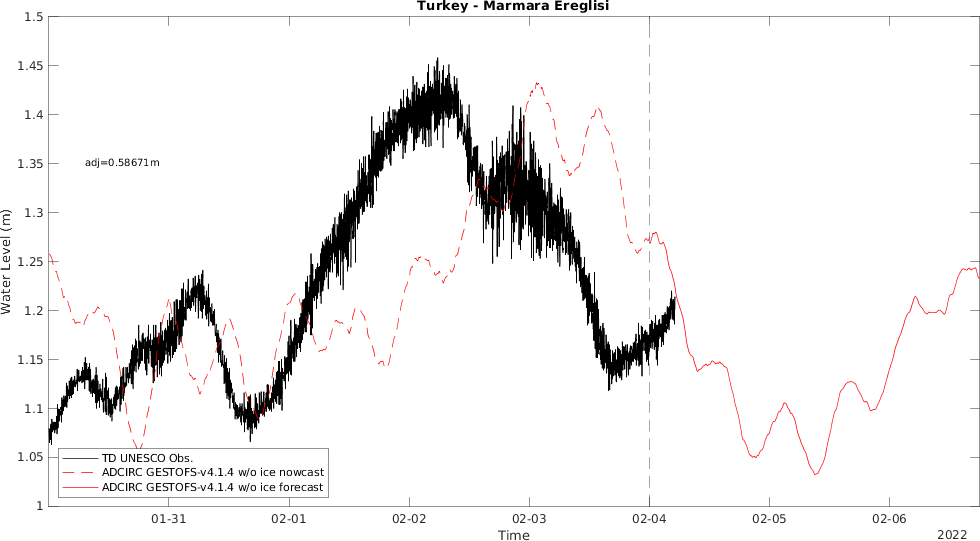 Turkey - Marmara Ereglisi
1.5
1.45
1.4
1.35
1.3
1.25
1.2
1.15
1.1
1.05
1
Water Level (m)
adj=0.58671m
TD UNESCO Obs.
ADCIRC GESTOFS-v4.1.4 w/o ice nowcast
ADCIRC GESTOFS-v4.1.4 w/o ice forecast
01-31 02-01 02-02 02-03 02-04 02-05 02-06
Time
2022